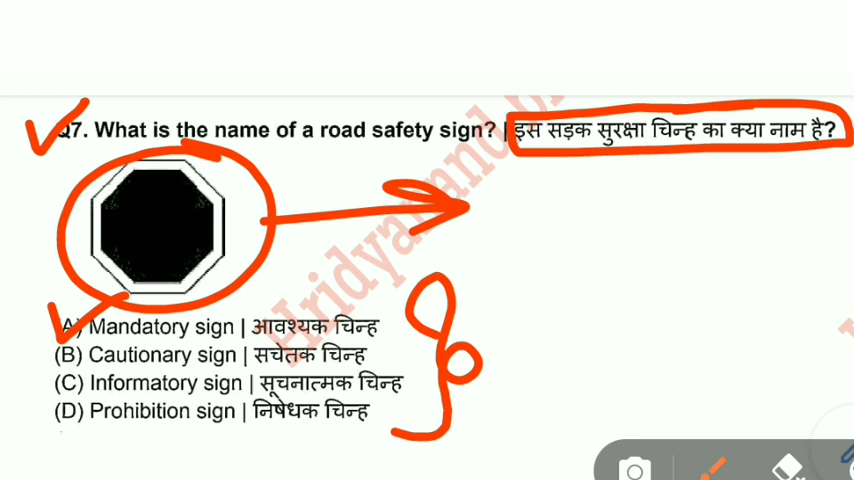 Q7. What is the name of a road safety sign? | इस सड़क सुरक्षा चिन्ह का क्या नाम है?
A) Mandatory sign | आवश्यक चिन्ह
(B) Cautionary sign | सचेतक चिन्ह
(C) Informatory sign | सूचनात्मक चिन्ह
(D) Prohibition sign | निषेधक चिन्ह
Hridyanand